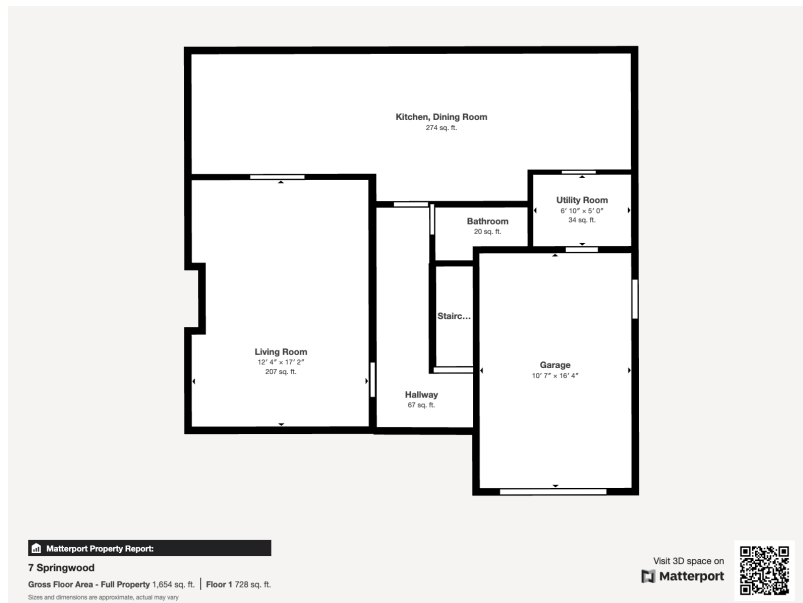 Kitchen, Dining Room
274 sq. ft.
Utility Room
6' 10" × 5' 0"
34 sq. ft.
Bathroom
20 sq. ft.
Stairc...
Living Room
12' 4" × 17' 2"
207 sq. ft.
Garage
10' 7" × 16' 4"
Hallway
67 sq. ft.
Matterport Property Report:
7 Springwood
Gross Floor Area - Full Property 1,654 sq. ft. | Floor 1 728 sq. ft.
Sizes and dimensions are approximate, actual may vary
Visit 3D space on
Matterport